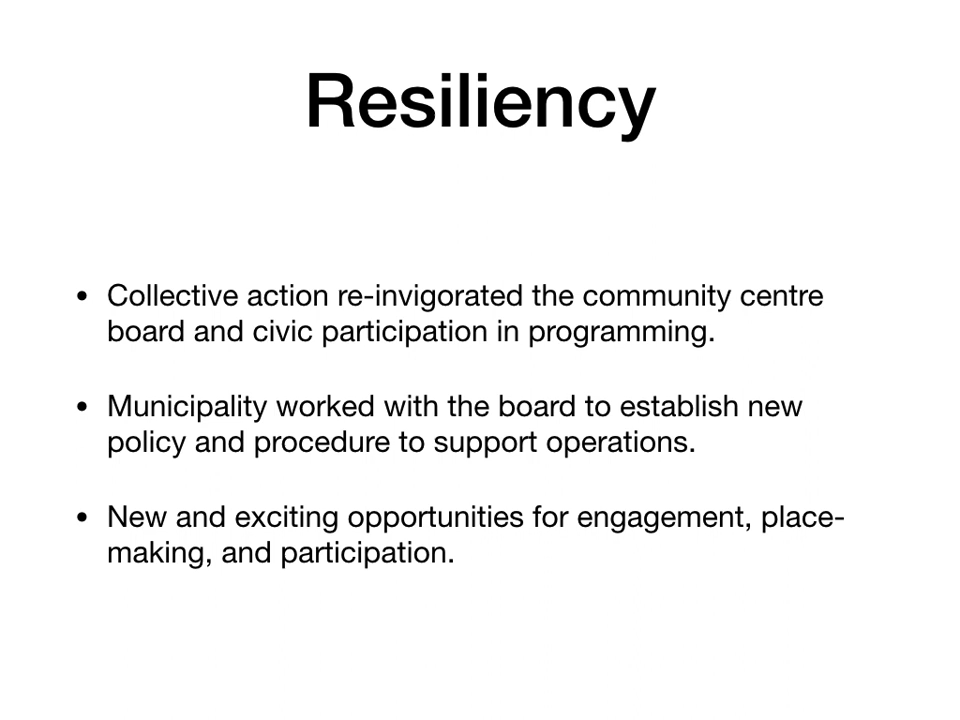 Resiliency
• Collective action re-invigorated the community centre
board and civic participation in programming.
• Municipality worked with the board to establish new
policy and procedure to support operations.
• New and exciting opportunities for engagement, place-
making, and participation.